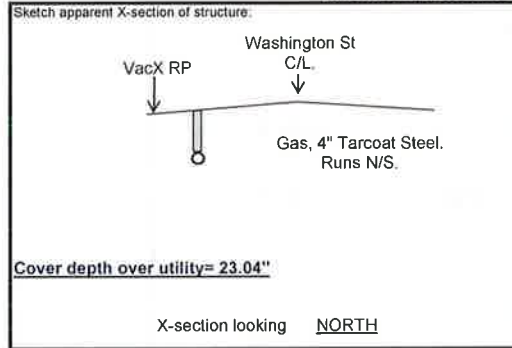 Sketch apparent X-section of structure:
Washington St
C/L.
VacX RP
Gas, 4" Tarcoat Steel.
Runs N/S.
Cover depth over utility= 23.04"
X-section looking NORTH